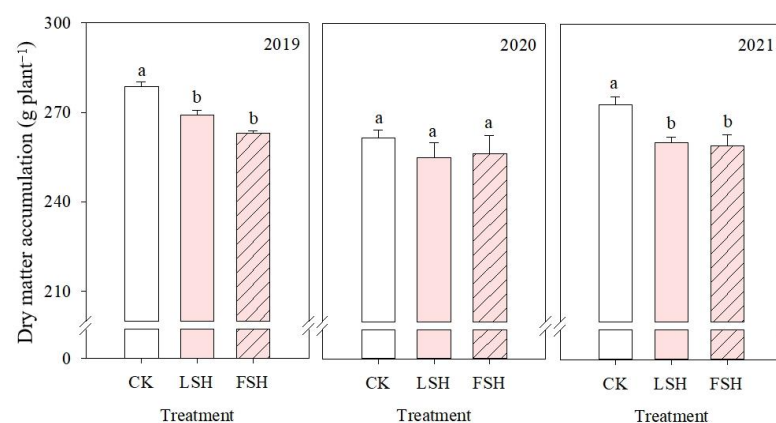 Dry matter accumulation (g plant⁻¹)
300
270
240
210
0
2019
a
b
b
CK LSH FSH
Treatment
2020
a
a
a
CK LSH FSH
Treatment
2021
a
b
b
CK LSH FSH
Treatment